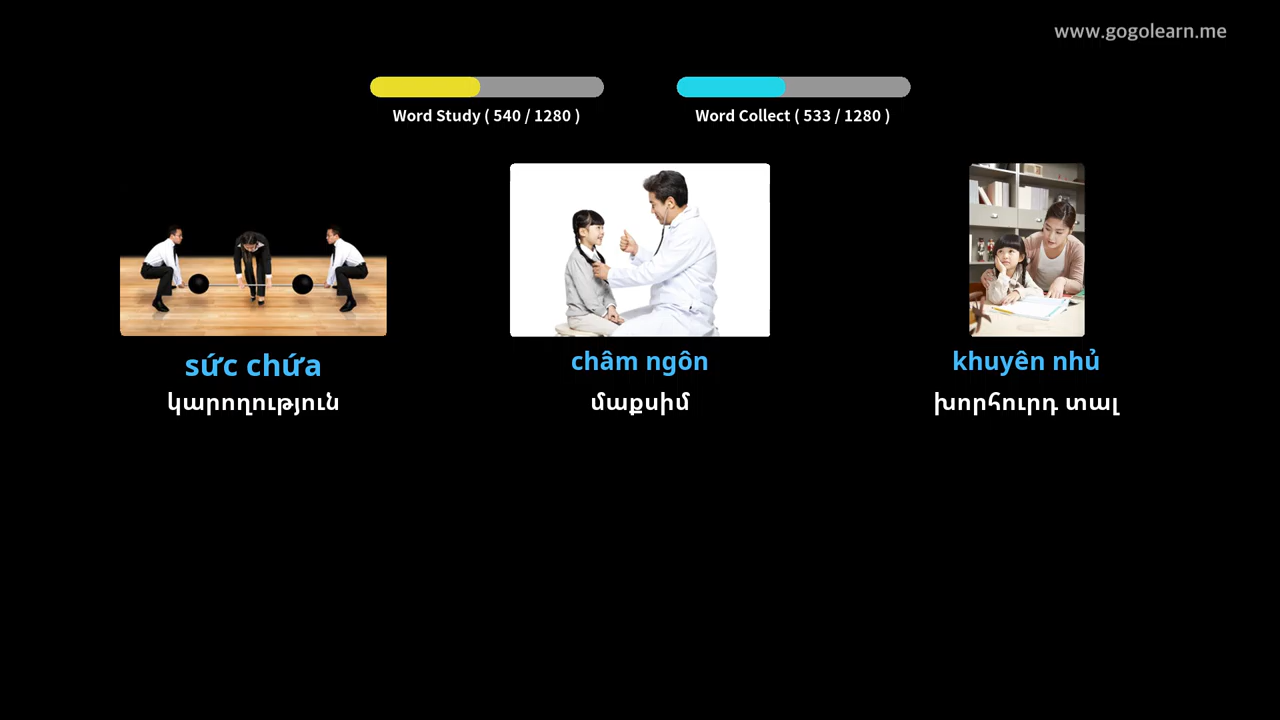 www.gogolearn.me
Word Study ( 540 / 1280 )
Word Collect ( 533 / 1280 )
sức chứa
châm ngôn
khuyên nhủ
կարողություն
մաքսիմ
խորհուրդ տալ